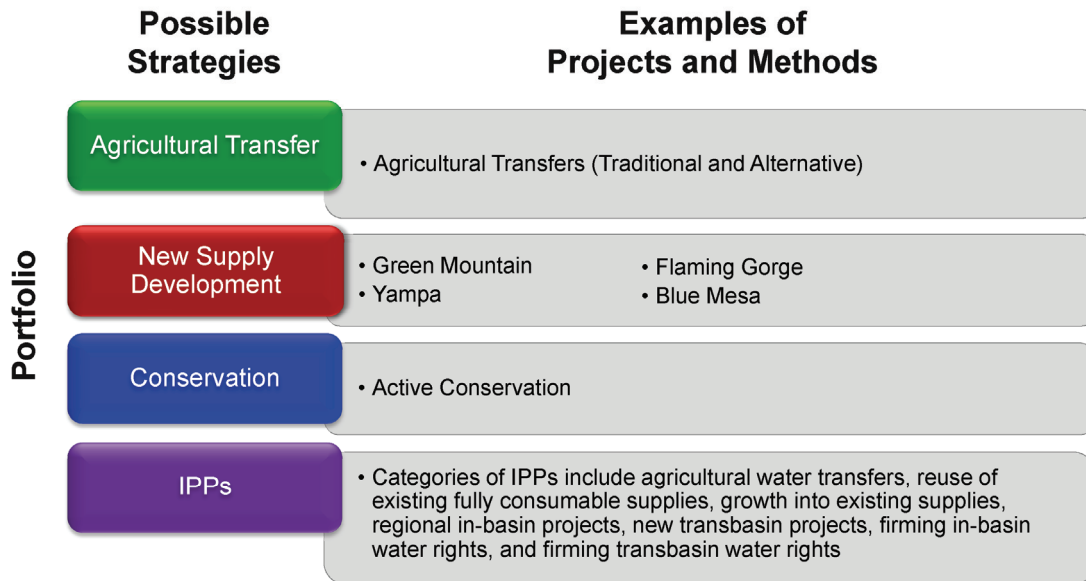 Possible
Strategies
Examples of
Projects and Methods
Portfolio
Agricultural Transfer
• Agricultural Transfers (Traditional and Alternative)
New Supply
Development
• Green Mountain
• Yampa
• Flaming Gorge
• Blue Mesa
Conservation
• Active Conservation
IPPs
• Categories of IPPs include agricultural water transfers, reuse of
existing fully consumable supplies, growth into existing supplies,
regional in-basin projects, new transbasin projects, firming in-basin
water rights, and firming transbasin water rights